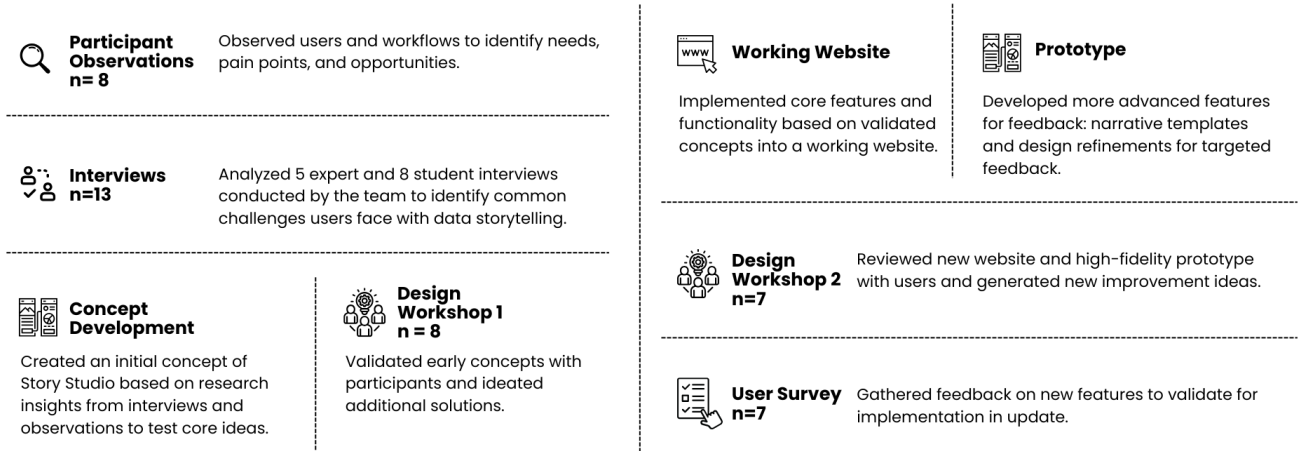 Participant
Observations
n= 8
Observed users and workflows to identify needs,
pain points, and opportunities.
Interviews
n=13
Analyzed 5 expert and 8 student interviews
conducted by the team to identify common
challenges users face with data storytelling.
Concept
Development
Created an initial concept of
Story Studio based on research
insights from interviews and
observations to test core ideas.
Design
Workshop 1
n = 8
Validated early concepts with
participants and ideated
additional solutions.
www
Working Website
Implemented core features and
functionality based on validated
concepts into a working website.
Prototype
Developed more advanced features
for feedback: narrative templates
and design refinements for targeted
feedback.
Design
Workshop 2
n=7
Reviewed new website and high-fidelity prototype
with users and generated new improvement ideas.
User Survey
n=7
Gathered feedback on new features to validate for
implementation in update.